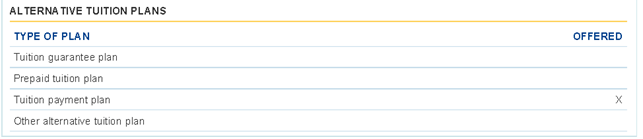 ALTERNATIVE TUITION PLANS
TYPE OF PLAN OFFERED
Tuition guarantee plan
Prepaid tuition plan
Tuition payment plan X
Other alternative tuition plan